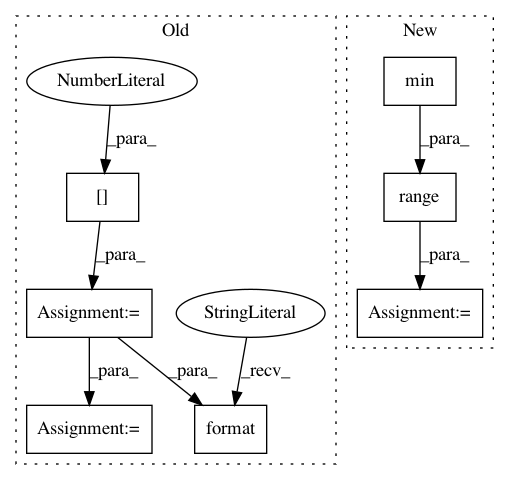 Old
New
NumberLiteral
min
_para_
_para_
[]
range
_para_
_para_
Assignment:=
StringLiteral
Assignment:=
_para_
_para_
_recv_
Assignment:=
format